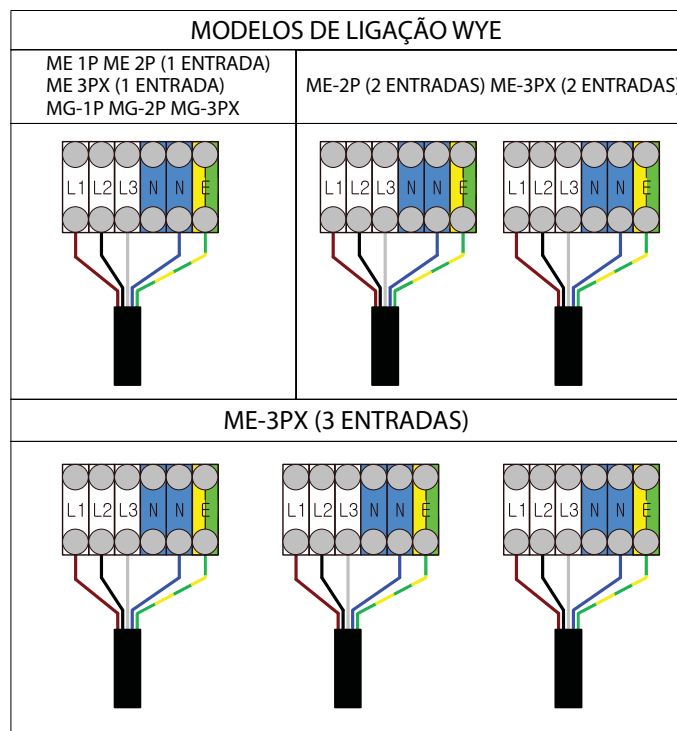 MODELOS DE LIGAÇÃO WYE
ME 1P ME 2P (1 ENTRADA)
ME 3PX (1 ENTRADA)
MG-1P MG-2P MG-3PX
ME-2P (2 ENTRADAS) ME-3PX (2 ENTRADAS)
L1 L2 L3 N N E
L1 L2 L3 N N E
L1 L2 L3 N N E
ME-3PX (3 ENTRADAS)
L1 L2 L3 N N E
L1 L2 L3 N N E
L1 L2 L3 N N E